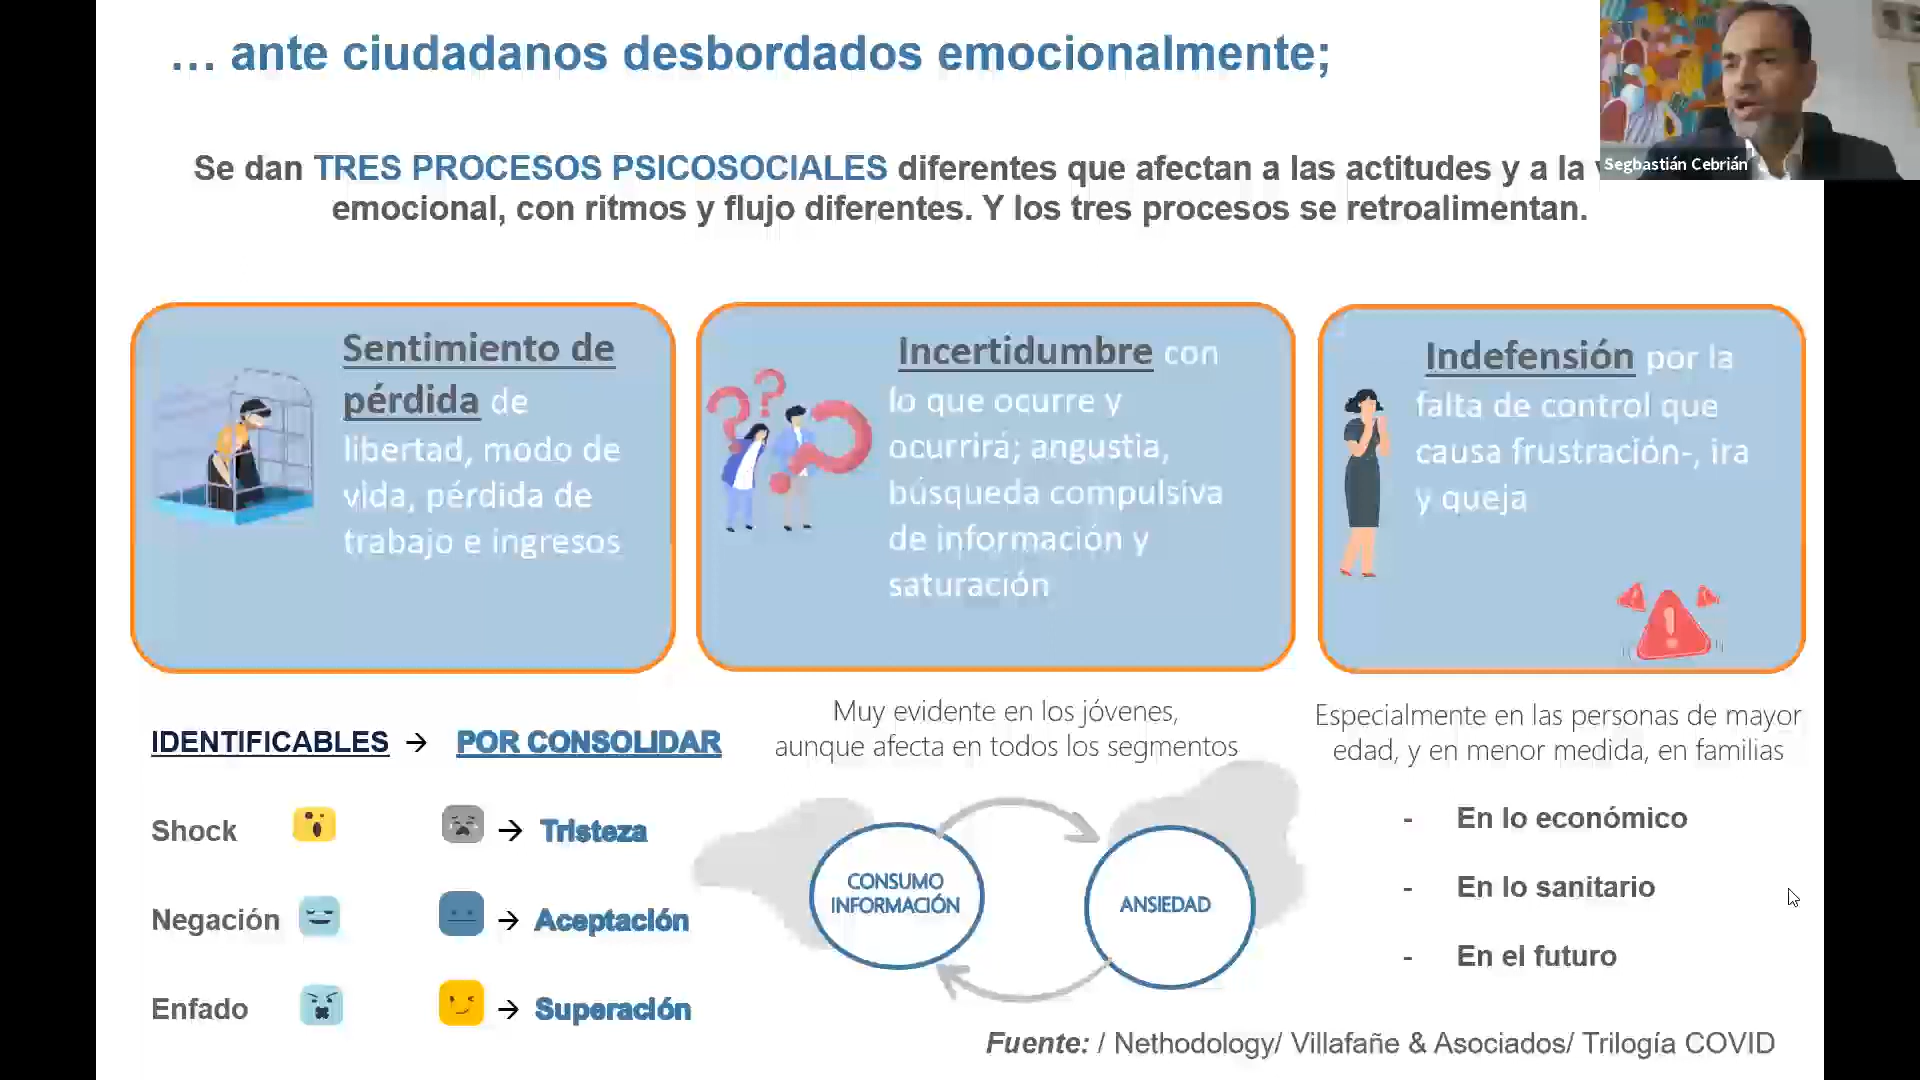 ... ante ciudadanos desbordados emocionalmente;
Segbastián Cebrián
Se dan TRES PROCESOS PSICOSOCIALES diferentes que afectan a las actitudes y a la
emocional, con ritmos y flujo diferentes. Y los tres procesos se retroalimentan.
Sentimiento de
pérdida de
libertad, modo de
vida, pérdida de
trabajo e ingresos
Incertidumbre con
lo que ocurre y
ocurrirá; angustia,
búsqueda compulsiva
de información y
saturación
Indefensión por la
falta de control que
causa frustración-, ira
y queja
IDENTIFICABLES → POR CONSOLIDAR
Shock → Tristeza
Negación → Aceptación
Enfado → Superación
Muy evidente en los jóvenes,
aunque afecta en todos los segmentos
CONSUMO
INFORMACIÓN
ANSIEDAD
Especialmente en las personas de mayor
edad, y en menor medida, en familias
- En lo económico
- En lo sanitario
- En el futuro
Fuente: / Nethodology/ Villafañe & Asociados/ Trilogía COVID